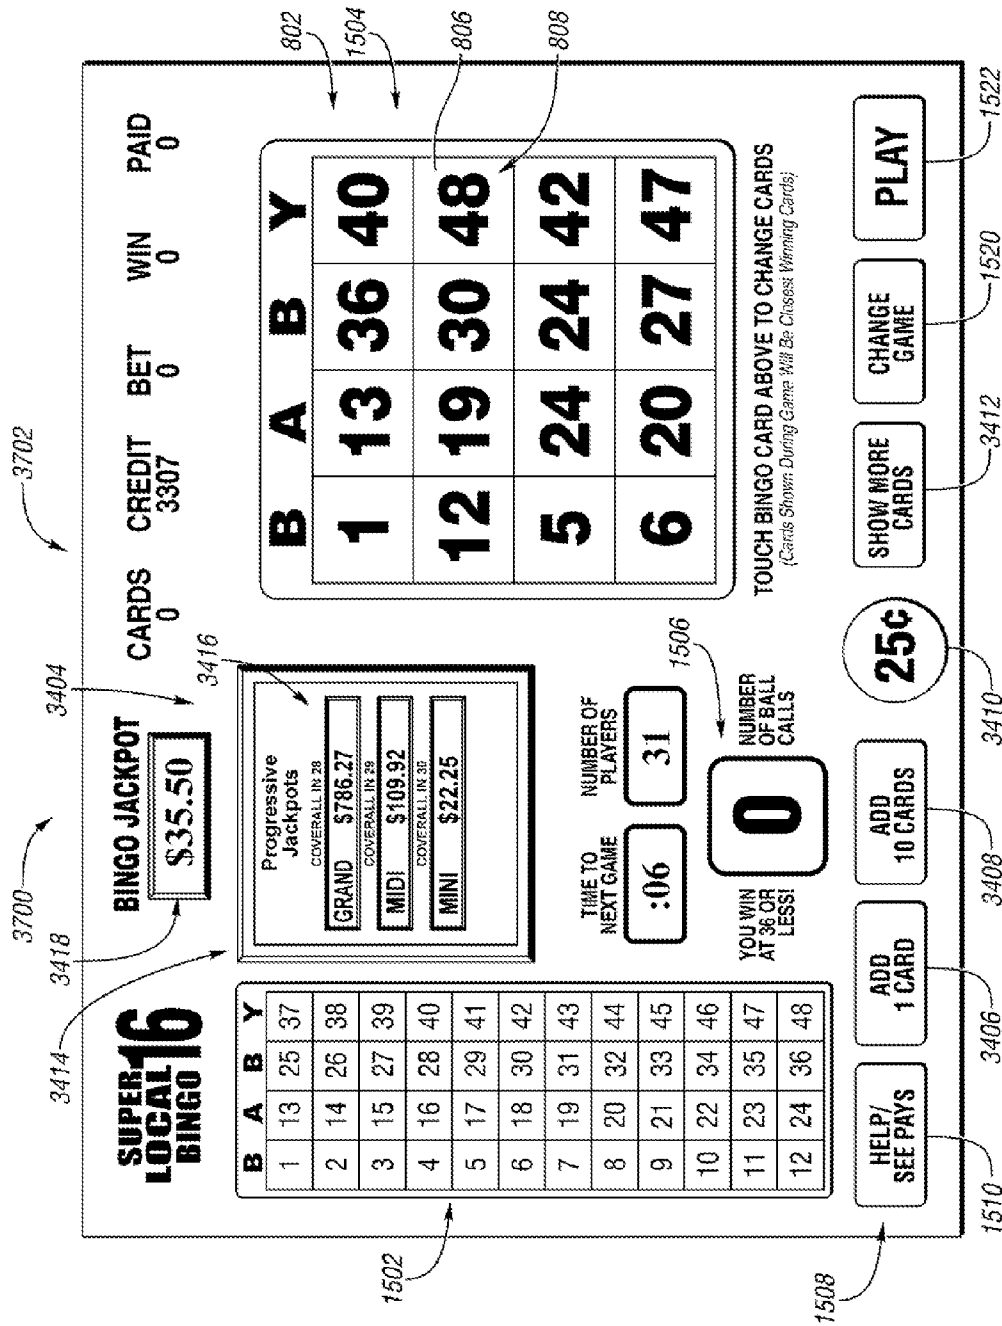 3700
3702
SUPER
LOCAL 16
BINGO
3414
3418
BINGO JACKPOT
$35.50
3404
CARDS CREDIT BET WIN PAID
0 3307 0 0 0
802
1504
806
808
B A B Y
1 13 25 37
2 14 26 38
3 15 27 39
4 16 28 40
5 17 29 41
6 18 30 42
7 19 31 43
8 20 32 44
9 21 33 45
10 22 34 46
11 23 35 47
12 24 36 48
1502
Progressive
Jackpots
COVERALL IN 28
GRAND $786.27
COVERALL IN 29
MIDI $109.92
COVERALL IN 30
MINI $22.25
3416
TIME TO
NEXT GAME
:06
NUMBER OF
PLAYERS
31
YOU WIN
AT 36 OR
LESS!
0
NUMBER
OF BALL
CALLS
1506
B A B Y
1 13 36 40
12 19 30 48
5 24 24 42
6 20 27 47
TOUCH BINGO CARD ABOVE TO CHANGE CARDS
(Cards Shown During Game Will Be Closest Winning Cards)
HELP/
SEE PAYS
ADD
1 CARD
ADD
10 CARDS
25¢
SHOW MORE
CARDS
CHANGE
GAME
PLAY
1508
1510
3406
3408
3410
3412
1520
1522